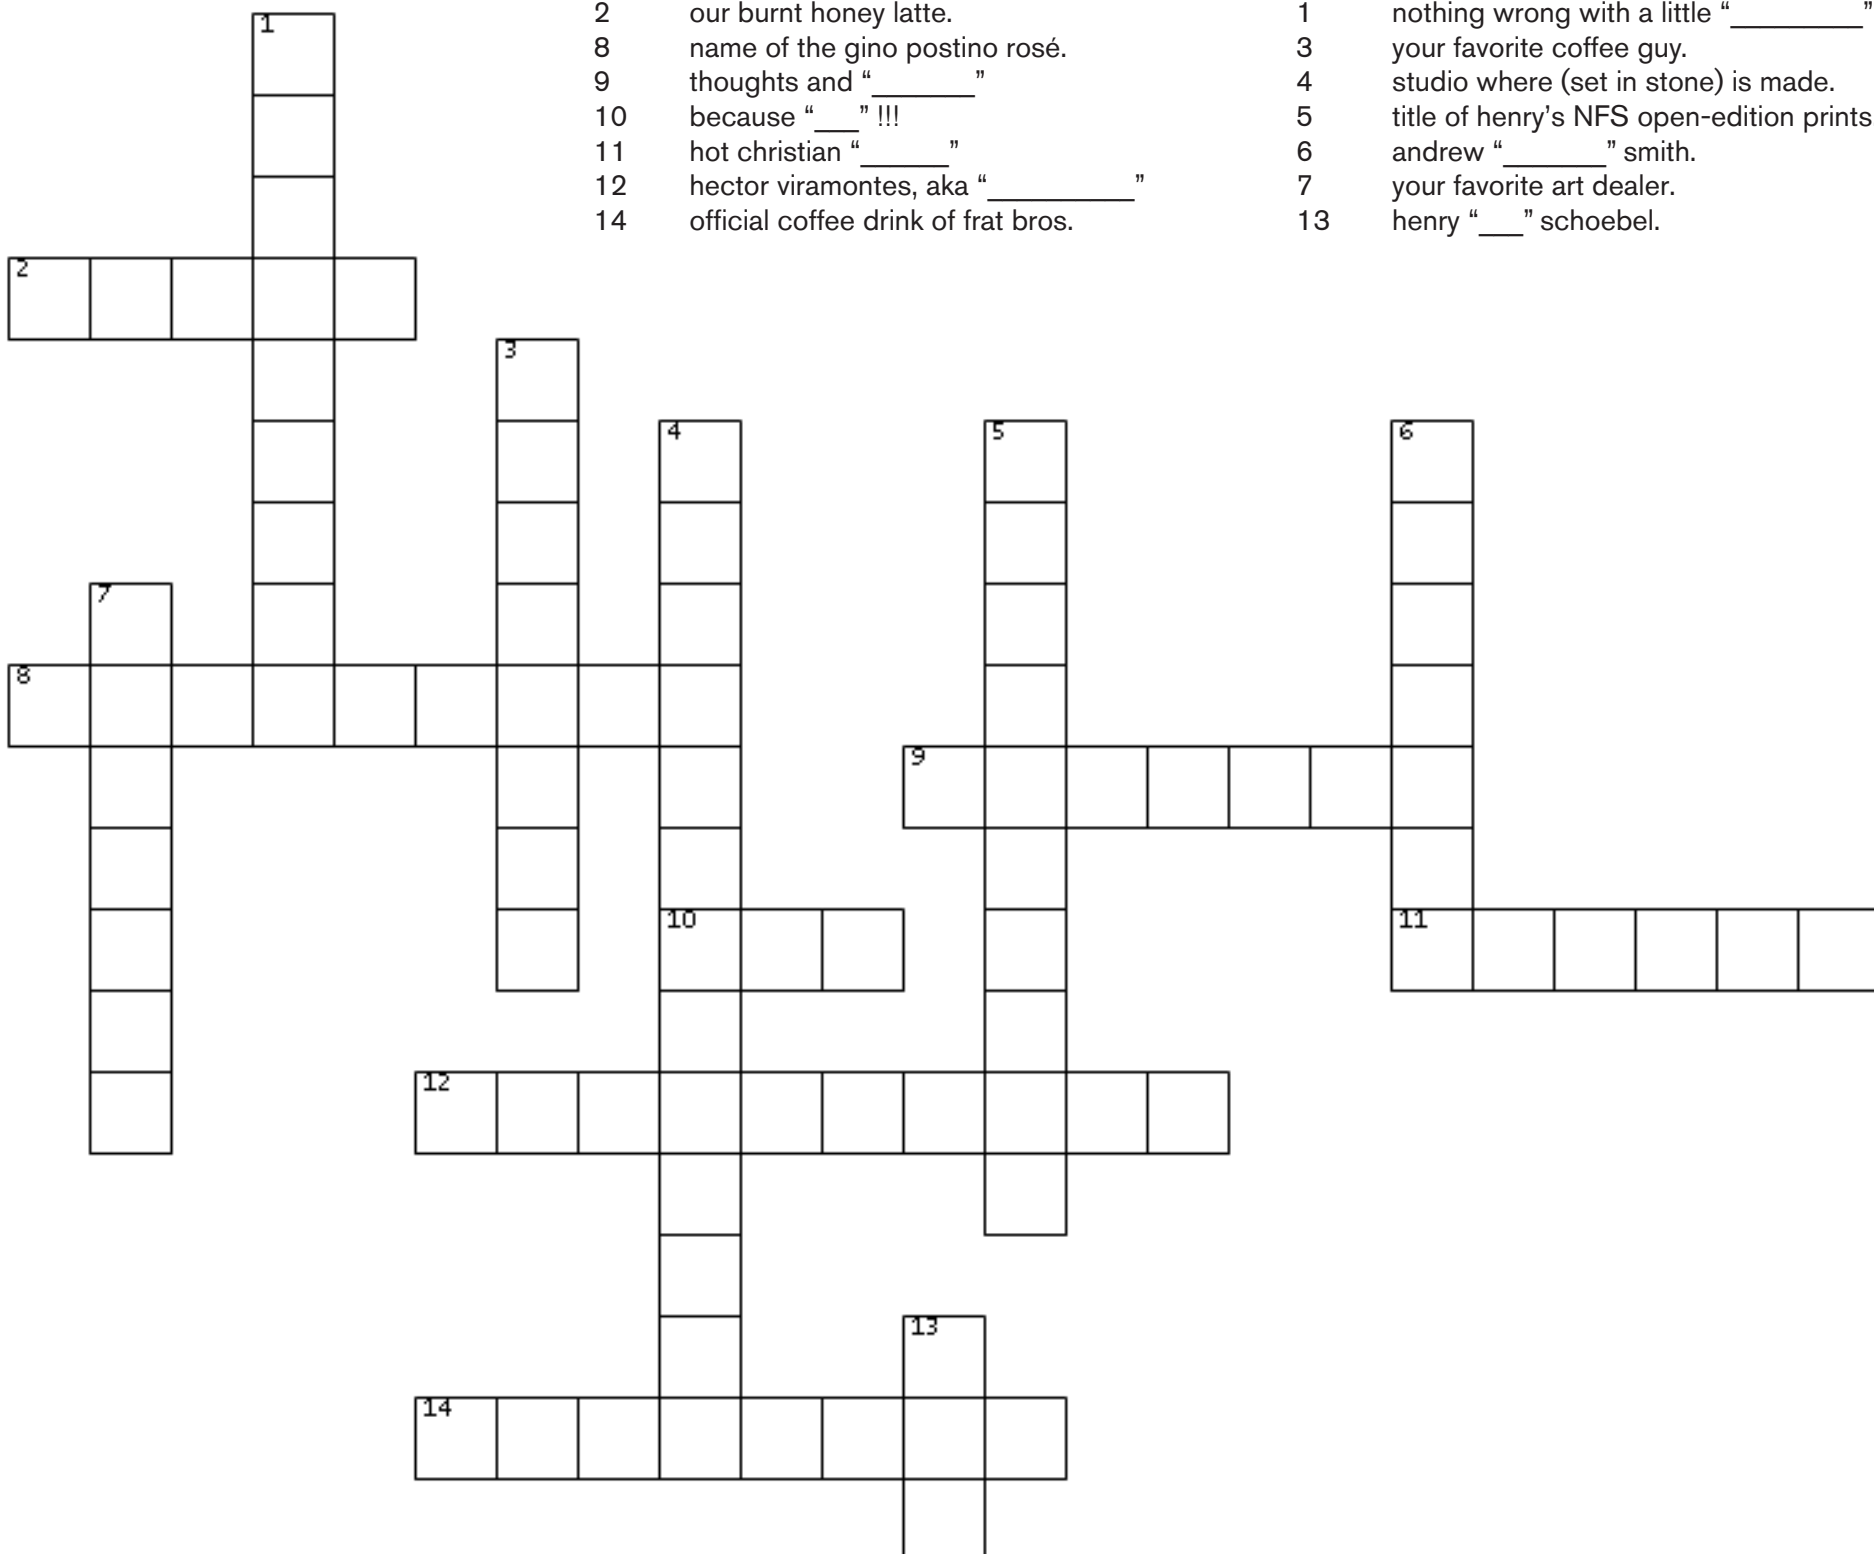 2 our burnt honey latte.
8 name of the gino postino rosé.
9 thoughts and “_______”
10 because “___” !!!
11 hot christian “______”
12 hector viramontes, aka “__________”
14 official coffee drink of frat bros.
1 nothing wrong with a little “_________”
3 your favorite coffee guy.
4 studio where (set in stone) is made.
5 title of henry’s NFS open-edition prints
6 andrew “_______” smith.
7 your favorite art dealer.
13 henry “___” schoebel.
1
2
3
4 5 6
7
8
9
10 11
12
13
14